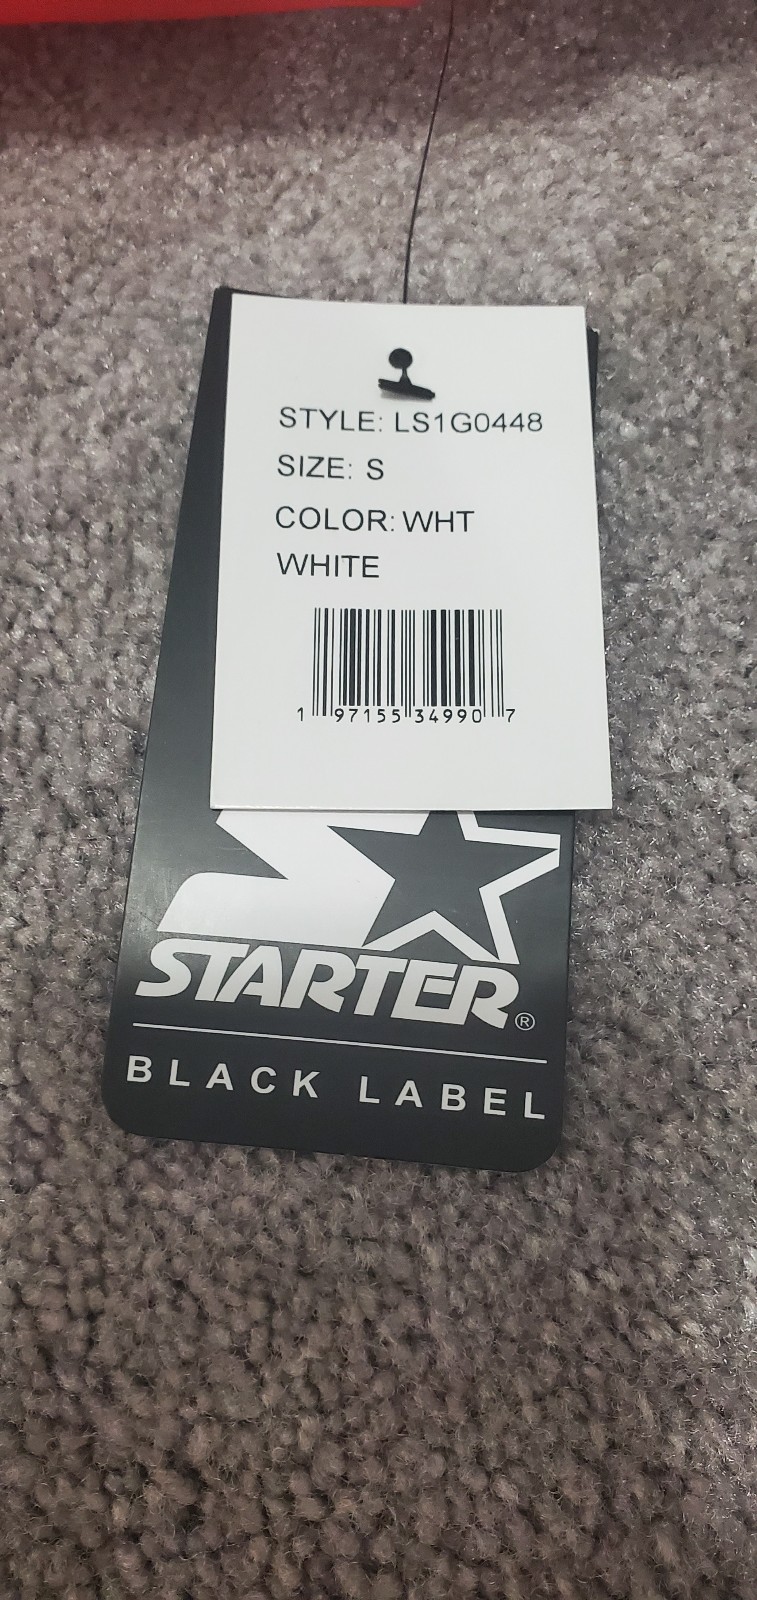 STYLE: LS1G0448
SIZE: S
COLOR: WHT
WHITE
1 97155 34990 7
STARTER®
BLACK LABEL